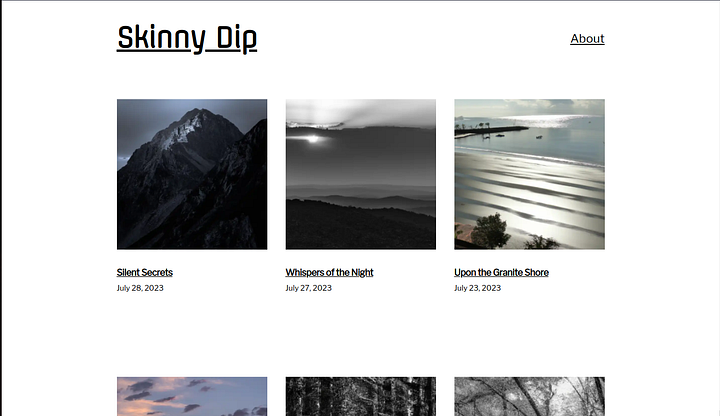 Skinny Dip
About
Silent Secrets
July 28, 2023
Whispers of the Night
July 27, 2023
Upon the Granite Shore
July 23, 2023